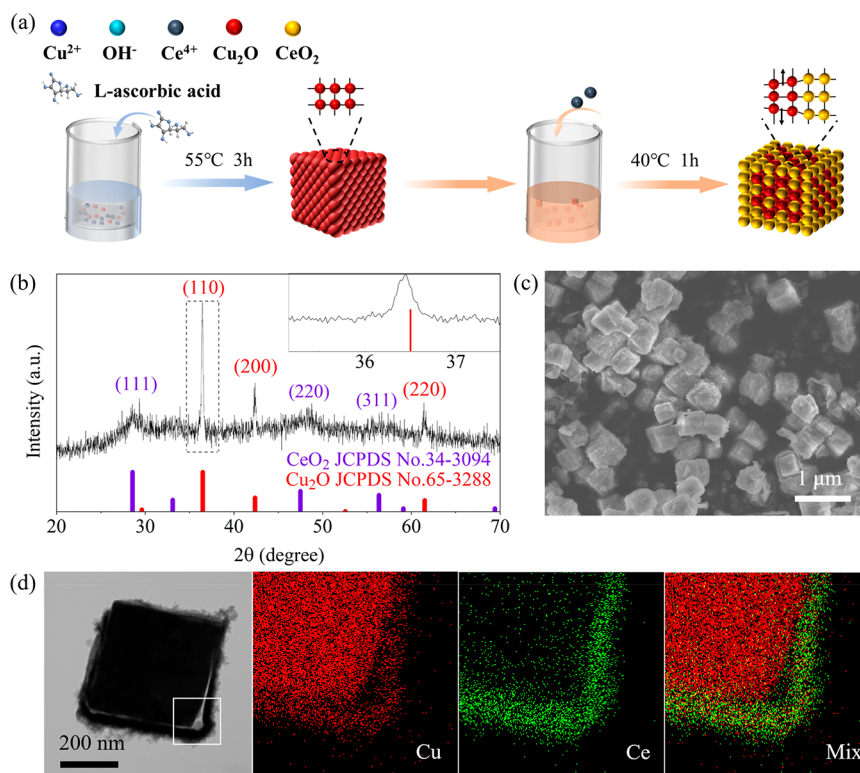 (a)
Cu²⁺ OH⁻ Ce⁴⁺ Cu₂O CeO₂
L-ascorbic acid
55℃ 3h
40℃ 1h
(b)
(110)
(111)
(200)
(220)
(311)
(220)
36 37
Intensity (a.u.)
CeO₂ JCPDS No.34-3094
Cu₂O JCPDS No.65-3288
20 30 40 50 60 70
2θ (degree)
(c)
1 μm
(d)
200 nm
Cu
Ce
Mix